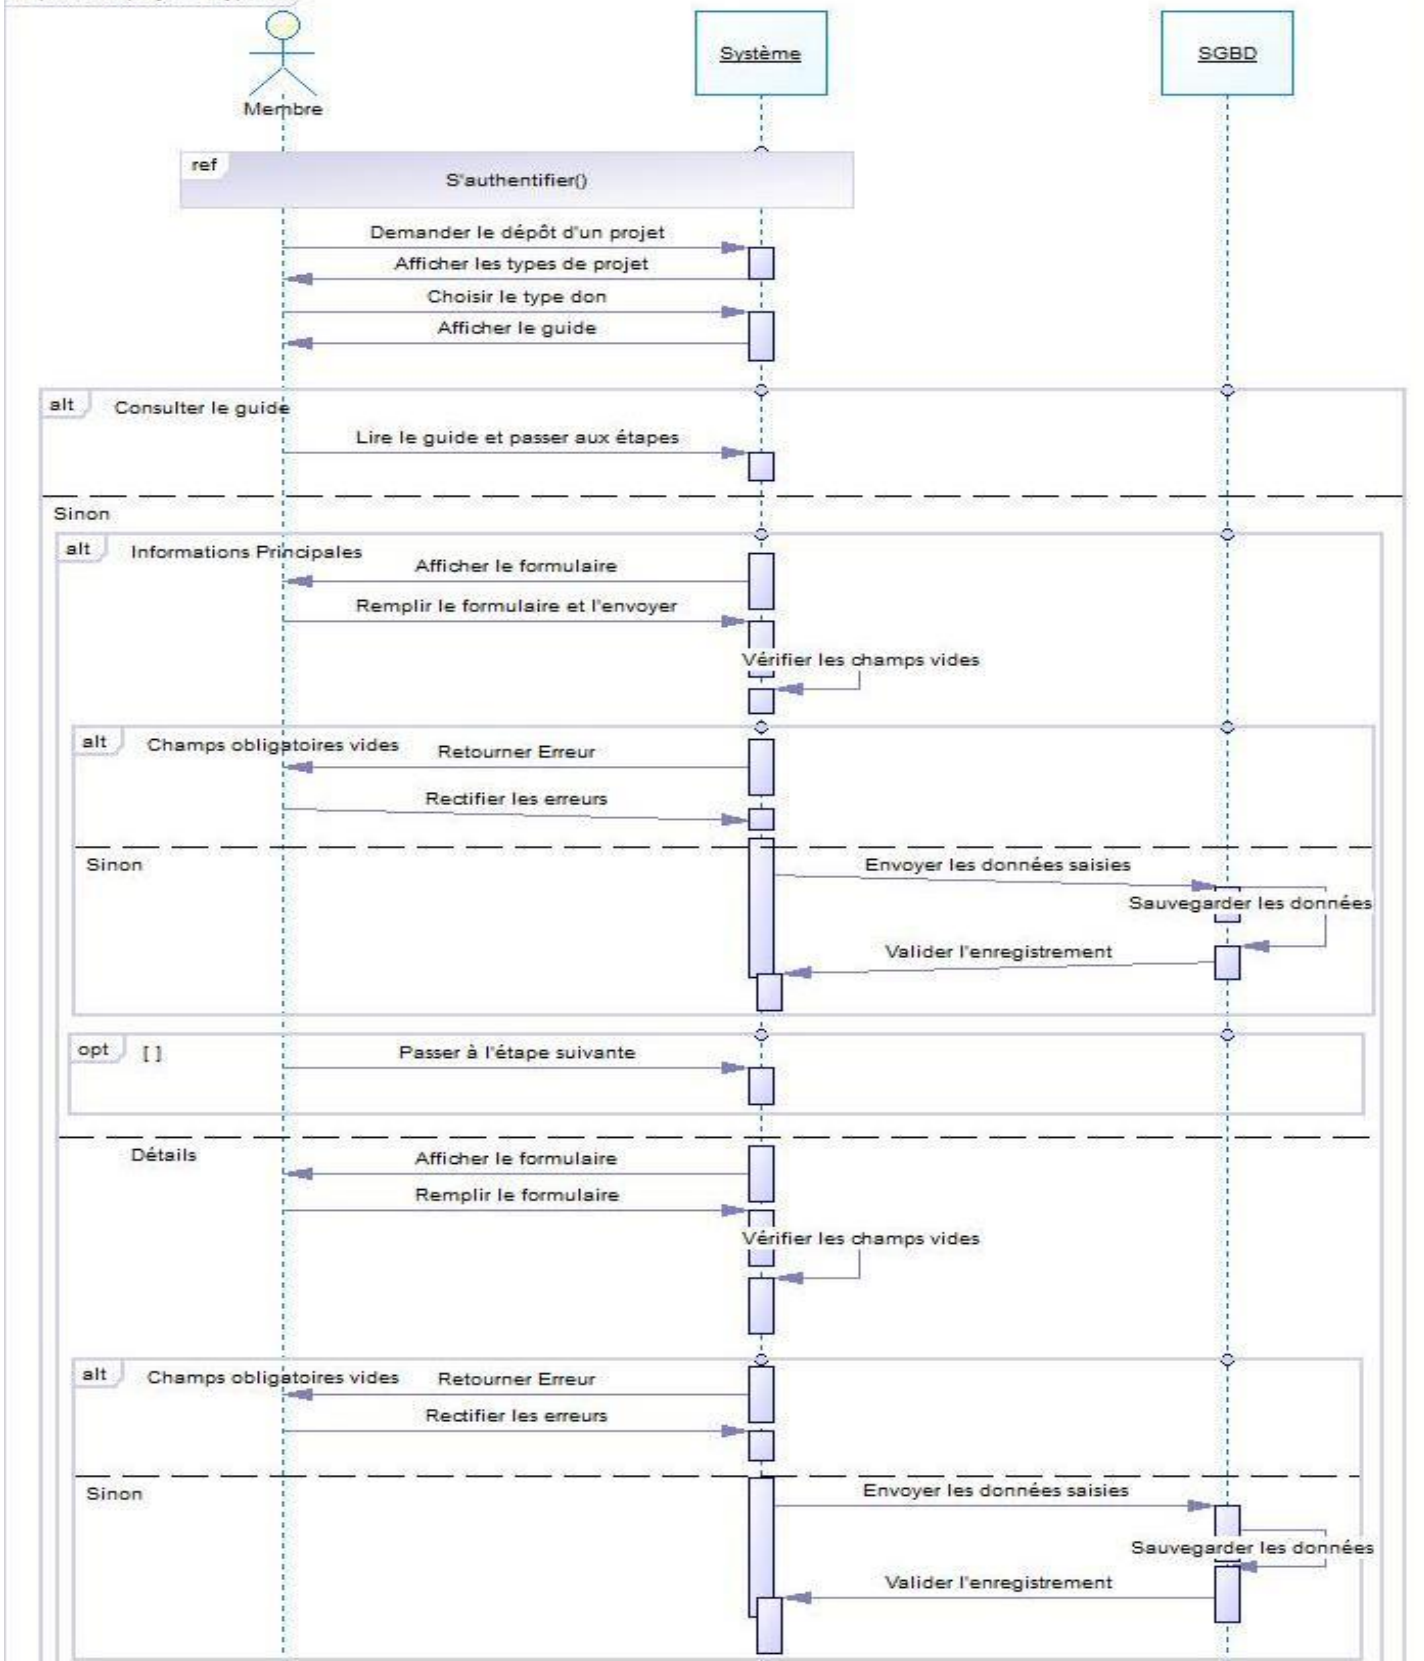 Système
SGBD
Membre
ref
S'authentifier()
Demander le dépôt d'un projet
Afficher les types de projet
Choisir le type don
Afficher le guide
alt
Consulter le guide
Lire le guide et passer aux étapes
Sinon
alt
Informations Principales
Afficher le formulaire
Remplir le formulaire et l'envoyer
Vérifier les champs vides
alt
Champs obligatoires vides
Retourner Erreur
Rectifier les erreurs
Sinon
Envoyer les données saisies
Sauvegarder les données
Valider l'enregistrement
opt
[ ]
Passer à l'étape suivante
Détails
Afficher le formulaire
Remplir le formulaire
Vérifier les champs vides
alt
Champs obligatoires vides
Retourner Erreur
Rectifier les erreurs
Sinon
Envoyer les données saisies
Sauvegarder les données
Valider l'enregistrement